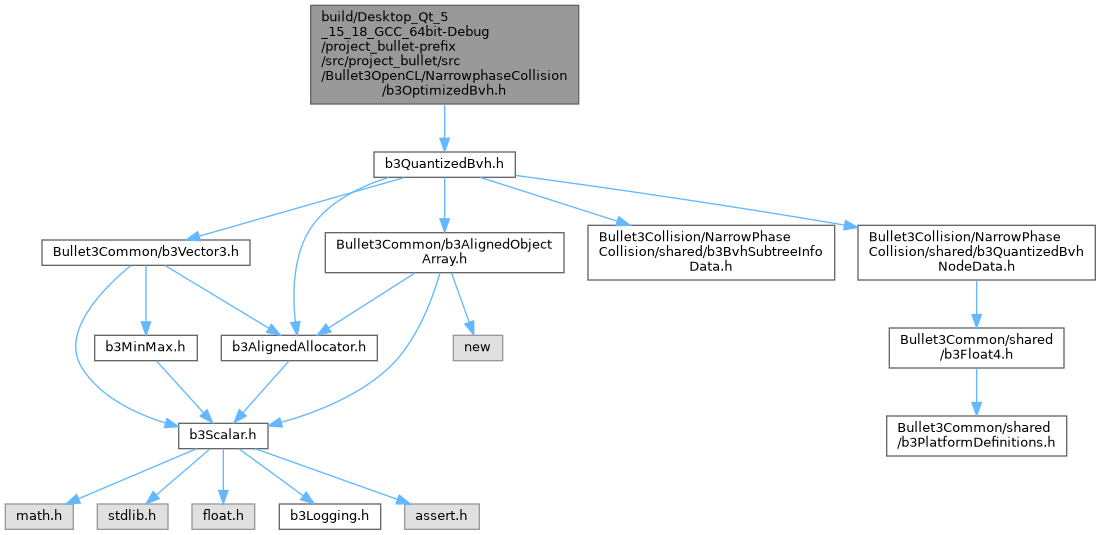 build/Desktop_Qt_5
_15_18_GCC_64bit-Debug
/project_bullet-prefix
/src/project_bullet/src
/Bullet3OpenCL/NarrowphaseCollision
/b3OptimizedBvh.h
b3QuantizedBvh.h
Bullet3Common/b3Vector3.h
Bullet3Common/b3AlignedObject
Array.h
Bullet3Collision/NarrowPhase
Collision/shared/b3BvhSubtreeInfo
Data.h
Bullet3Collision/NarrowPhase
Collision/shared/b3QuantizedBvh
NodeData.h
b3MinMax.h
b3AlignedAllocator.h
new
Bullet3Common/shared
/b3Float4.h
b3Scalar.h
Bullet3Common/shared
/b3PlatformDefinitions.h
math.h
stdlib.h
float.h
b3Logging.h
assert.h